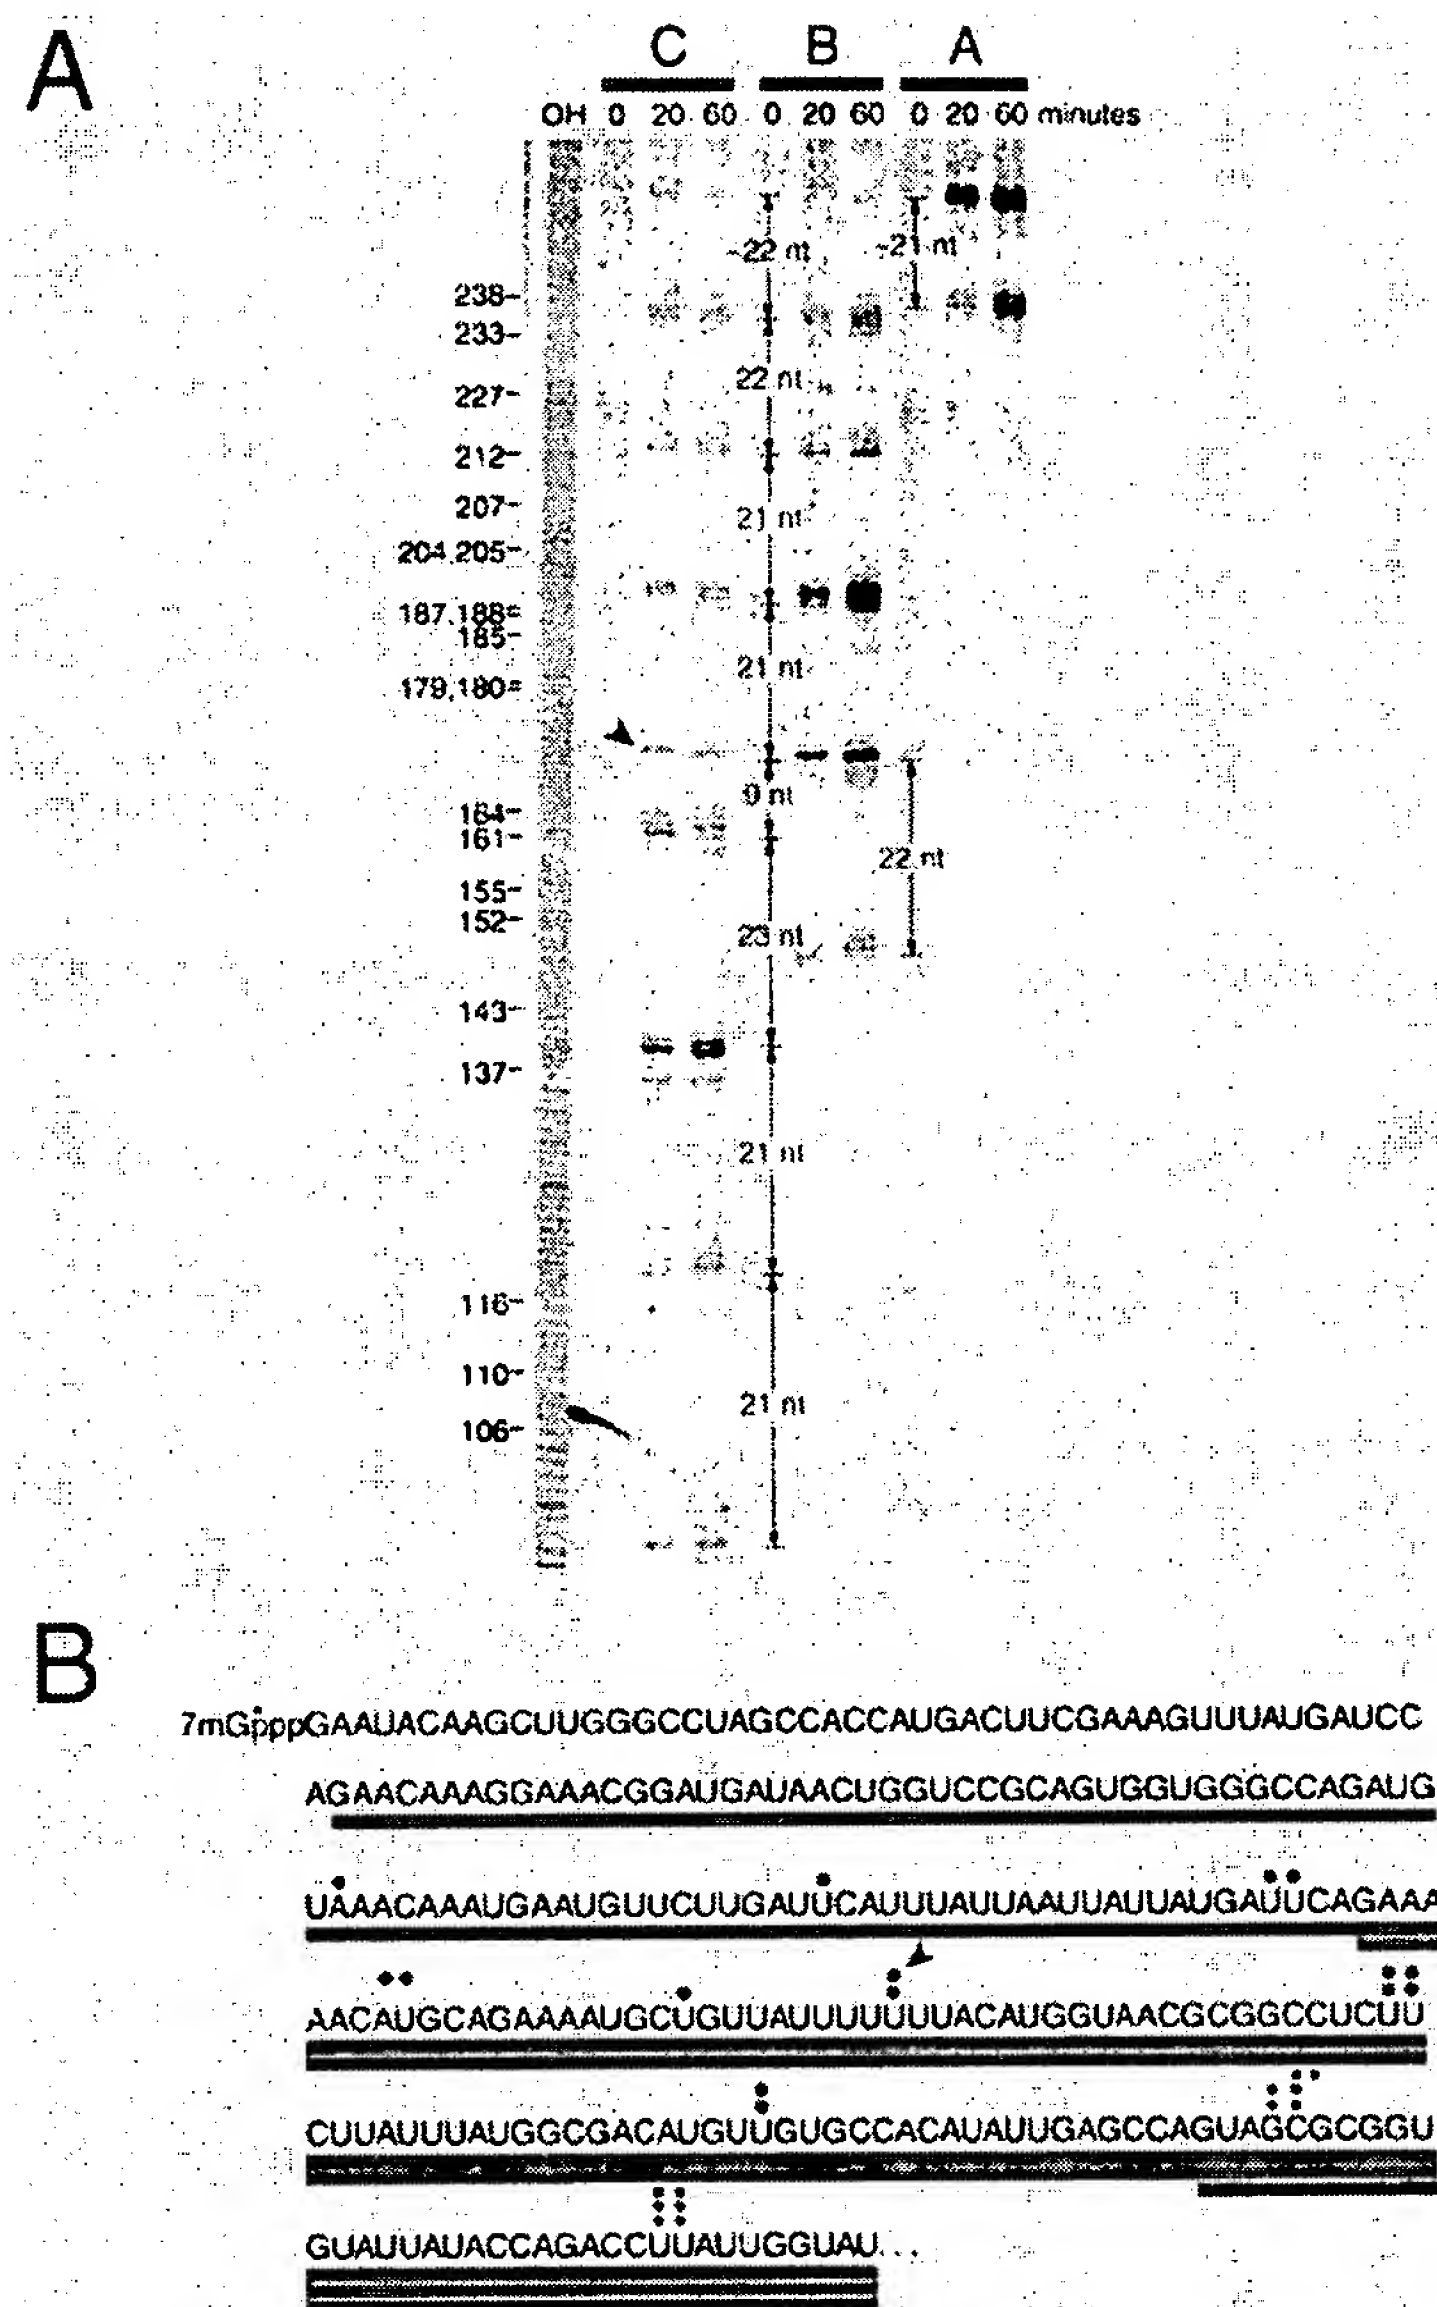 A
C B A
OH 0 20 60 0 20 60 0 20 60 minutes
~22 nt ~21 nt
238-
233-
22 nt
227-
212-
207-
21 nt
204,205-
187,188=
185-
21 nt
179,180=
9 nt
164-
161-
22 nt
155-
152-
23 nt
143-
137-
21 nt
116-
110-
21 nt
106-
B
7mGpppGAAUACAAGCUUGGGCCUAGCCACCAUGACUUCGAAAGUUUAUGAUCC
AGAACAAAGGAAACGGAUGAUAACUGGUCCGCAGUGGUGGGCCAGAUG
UAAACAAAUGAAUGUUCUUGAUUCAUUUAUUAAUUAUUAUGAUUCAGAAA
AACAUGCAGAAAAUGCUGUUAUUUUUUUACAUGGUAACGCGGCCUCUU
CUUAUUUAUGGCGACAUGUUGUGCCACAUAUUGAGCCAGUAGCGCGGU
GUAUUAUACCAGACCUUAUUGGUAU...